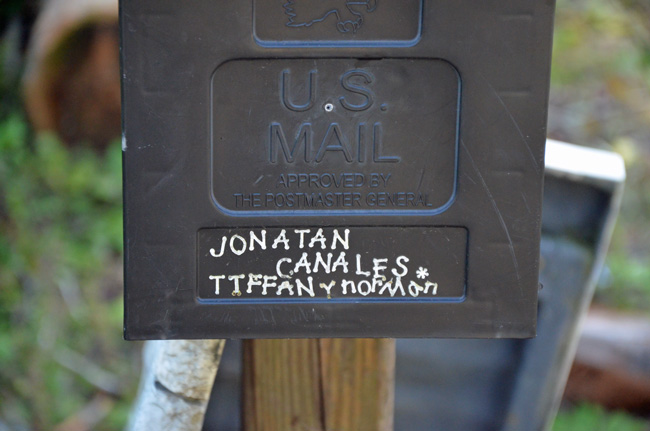 U.S.
MAIL
APPROVED BY
THE POSTMASTER GENERAL
JONATAN
CANALES *
TIFFANY norman